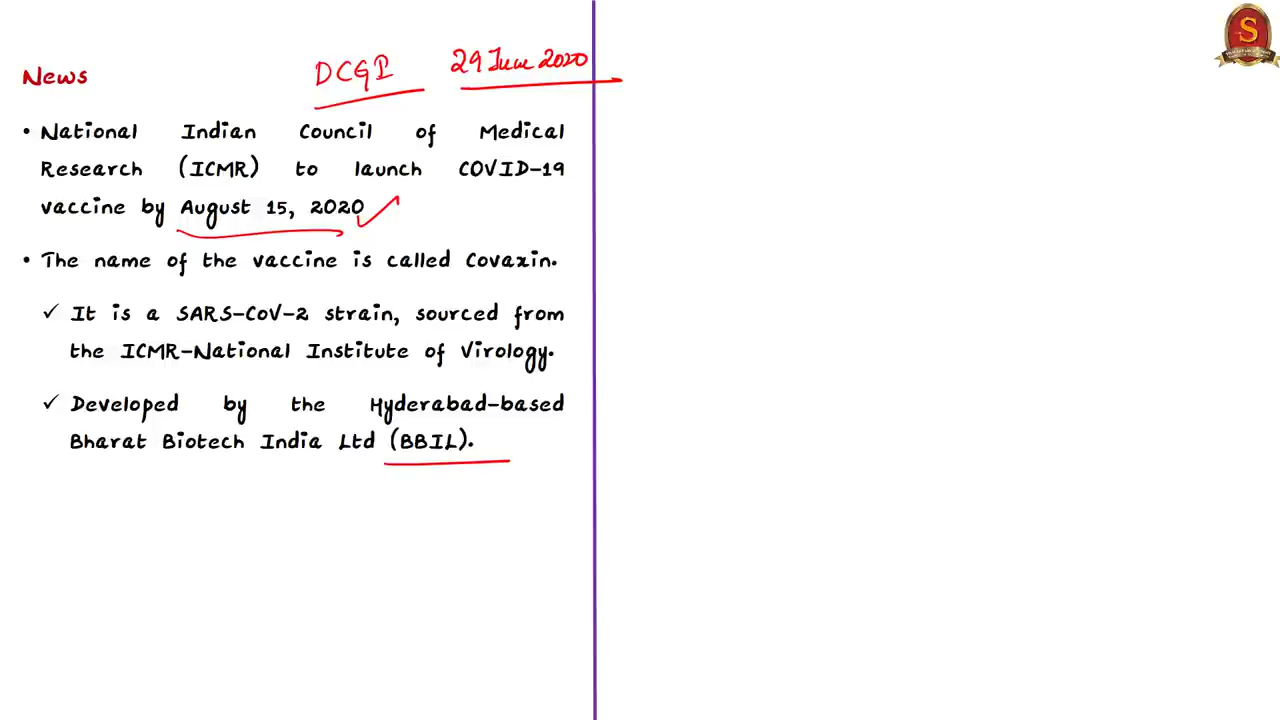 DCGI 29 June 2020
News
• National Indian Council of Medical
Research (ICMR) to launch COVID-19
vaccine by August 15, 2020
• The name of the vaccine is called Covaxin.
✓ It is a SARS-CoV-2 strain, sourced from
the ICMR-National Institute of Virology.
✓ Developed by the Hyderabad-based
Bharat Biotech India Ltd (BBIL).
S